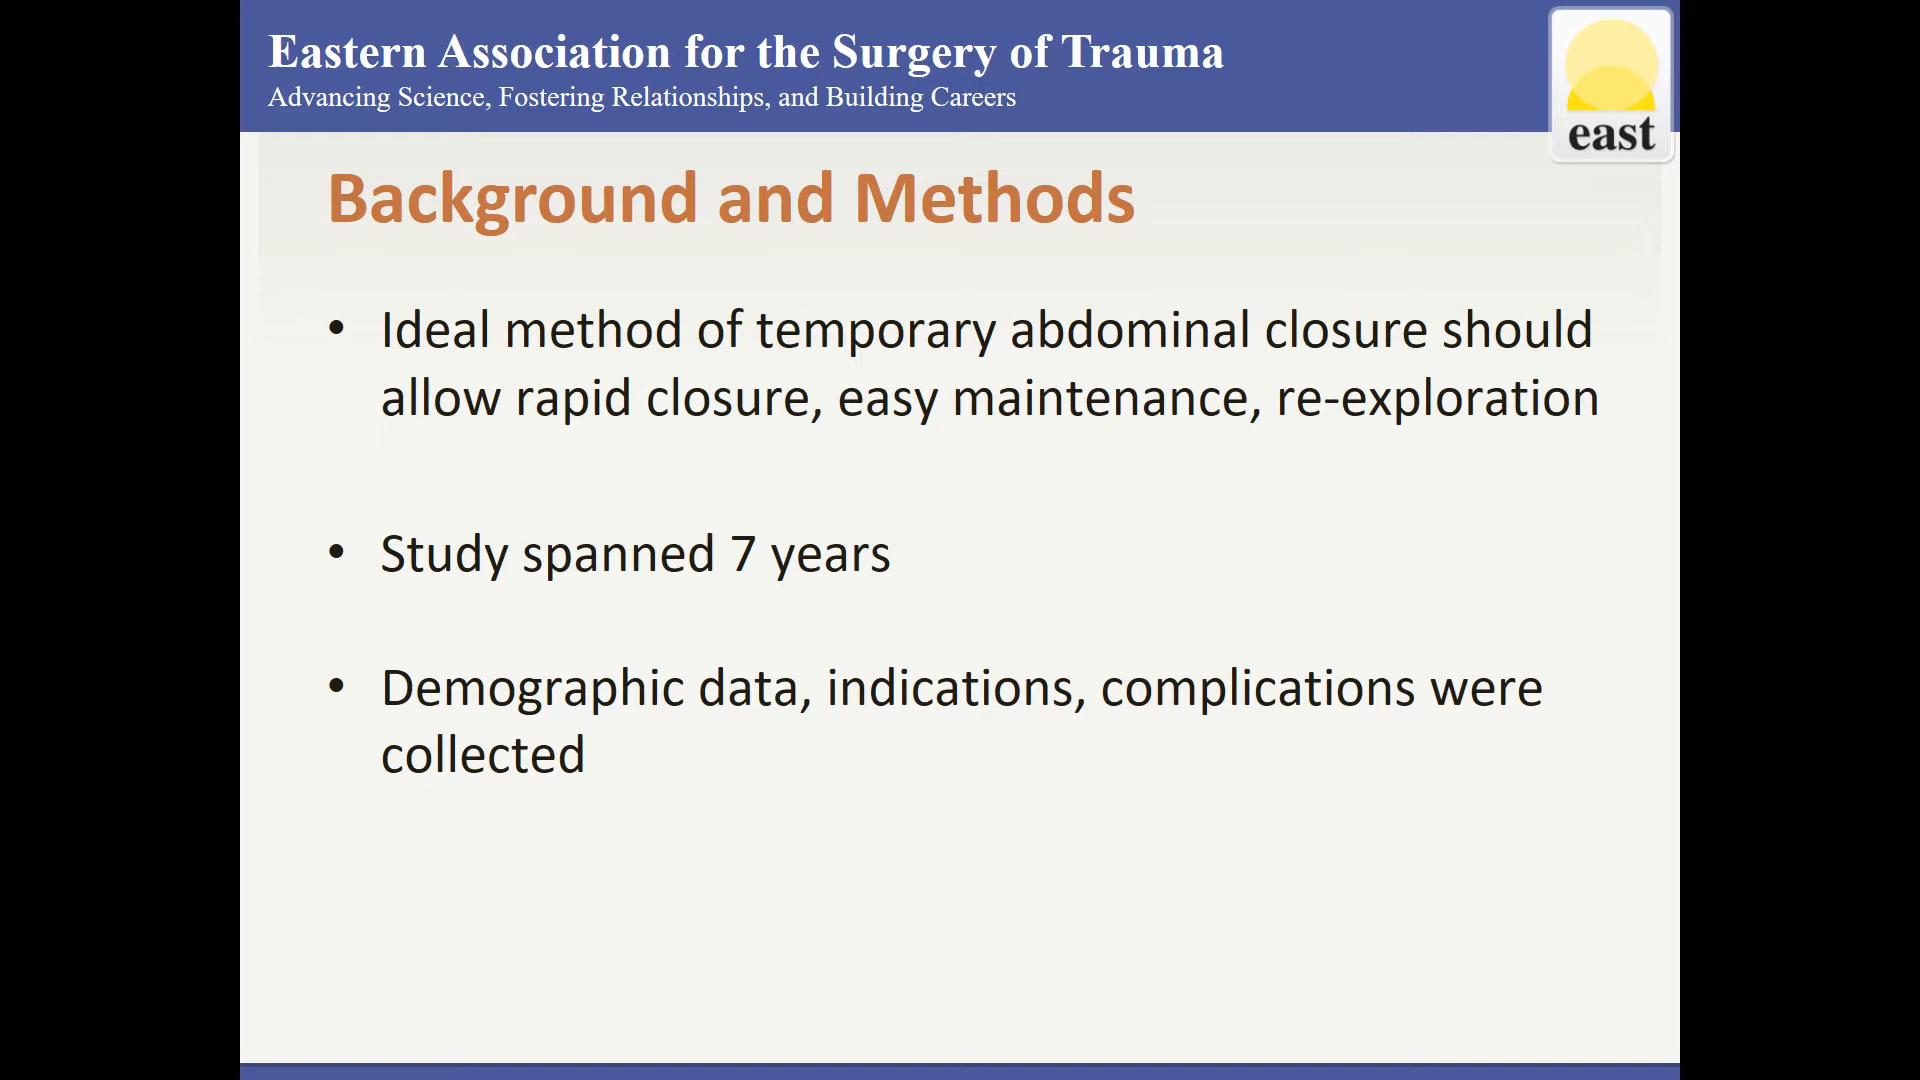 Eastern Association for the Surgery of Trauma
Advancing Science, Fostering Relationships, and Building Careers
east
Background and Methods
• Ideal method of temporary abdominal closure should
allow rapid closure, easy maintenance, re-exploration
• Study spanned 7 years
• Demographic data, indications, complications were
collected